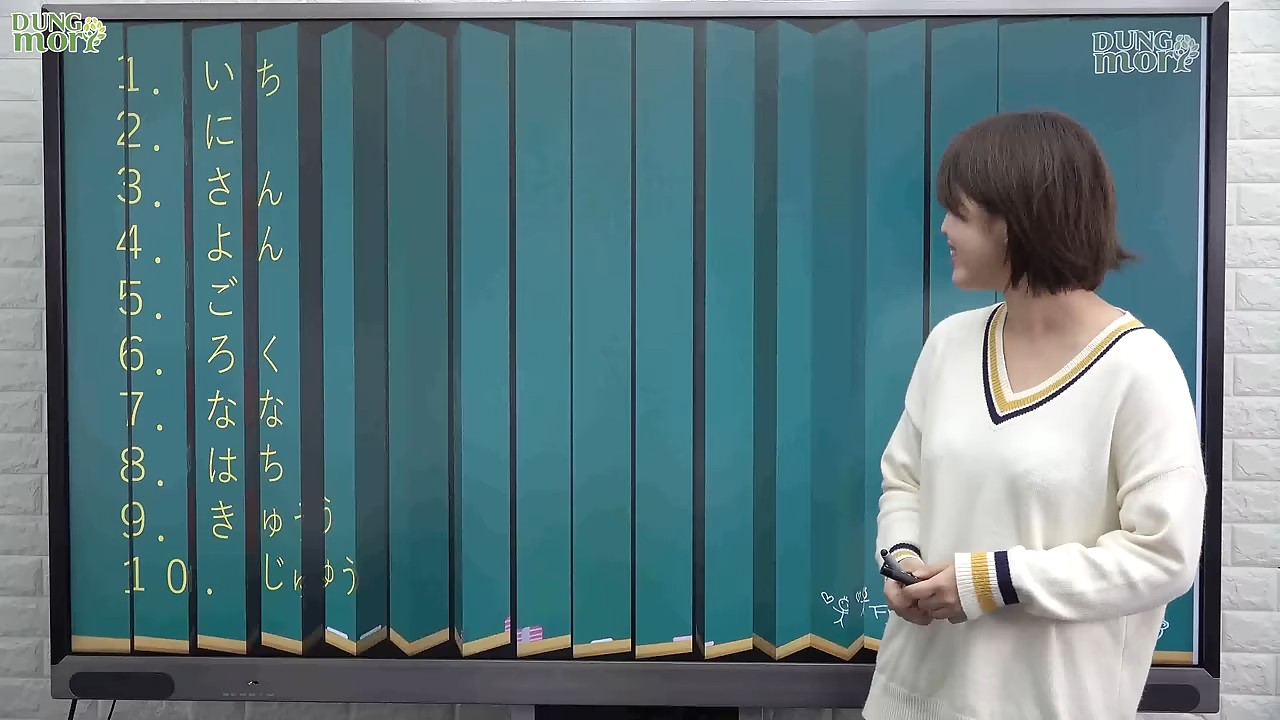 DUNG
mori
DUNG
mori
1. いち
2. に
3. さん
4. よん
5. ご
6. ろく
7. なな
8. はち
9. きゅう
10. じゅう